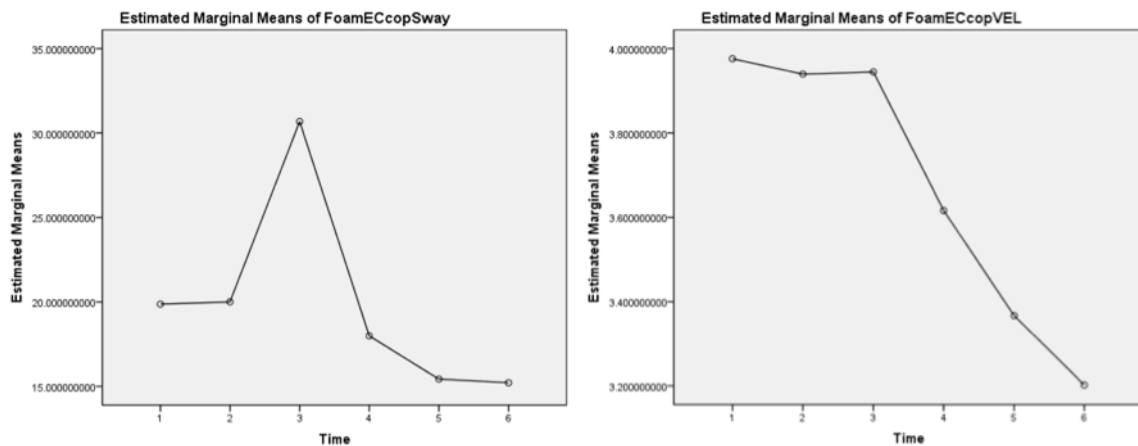 Estimated Marginal Means of FoamECcopSway
35.000000000
30.000000000
25.000000000
20.000000000
15.000000000
Estimated Marginal Means
1 2 3 4 5 6
Time
Estimated Marginal Means of FoamECcopVEL
4.000000000
3.800000000
3.600000000
3.400000000
3.200000000
Estimated Marginal Means
1 2 3 4 5 6
Time